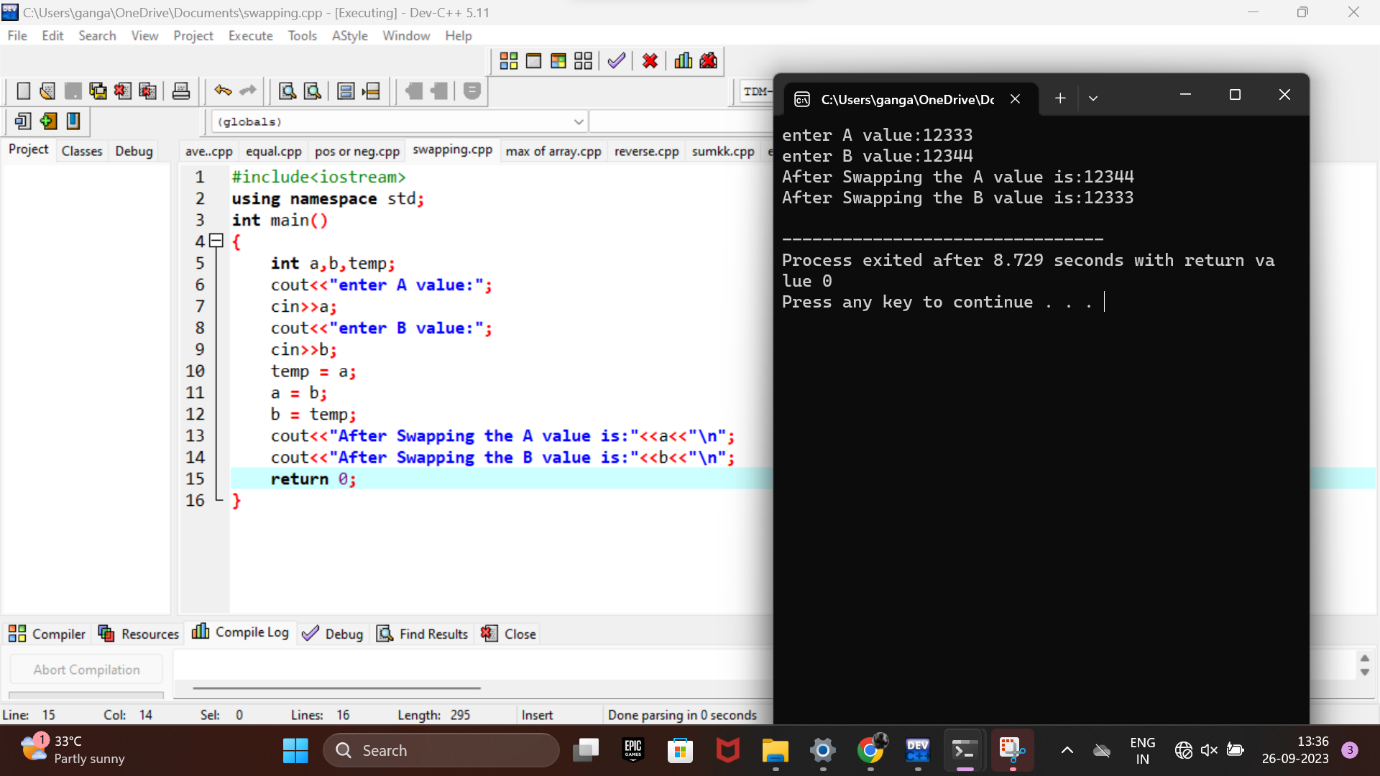 C:\Users\ganga\OneDrive\Documents\swapping.cpp - [Executing] - Dev-C++ 5.11
File Edit Search View Project Execute Tools AStyle Window Help
TDM-
(globals)
Project Classes Debug
ave..cpp equal.cpp pos or neg.cpp swapping.cpp max of array.cpp reverse.cpp sumkk.cpp
1 #include<iostream>
2 using namespace std;
3 int main()
4 {
5 int a,b,temp;
6 cout<<"enter A value:";
7 cin>>a;
8 cout<<"enter B value:";
9 cin>>b;
10 temp = a;
11 a = b;
12 b = temp;
13 cout<<"After Swapping the A value is:"<<a<<"\n";
14 cout<<"After Swapping the B value is:"<<b<<"\n";
15 return 0;
16 }
C:\Users\ganga\OneDrive\Dc
enter A value:12333
enter B value:12344
After Swapping the A value is:12344
After Swapping the B value is:12333
--------------------------------
Process exited after 8.729 seconds with return va
lue 0
Press any key to continue . . .
Compiler Resources Compile Log Debug Find Results Close
Abort Compilation
Line: 15 Col: 14 Sel: 0 Lines: 16 Length: 295 Insert Done parsing in 0 seconds
1 33°C
Partly sunny
Search
EPIC GAMES
DEV C++
ENG
IN
13:36
26-09-2023
3